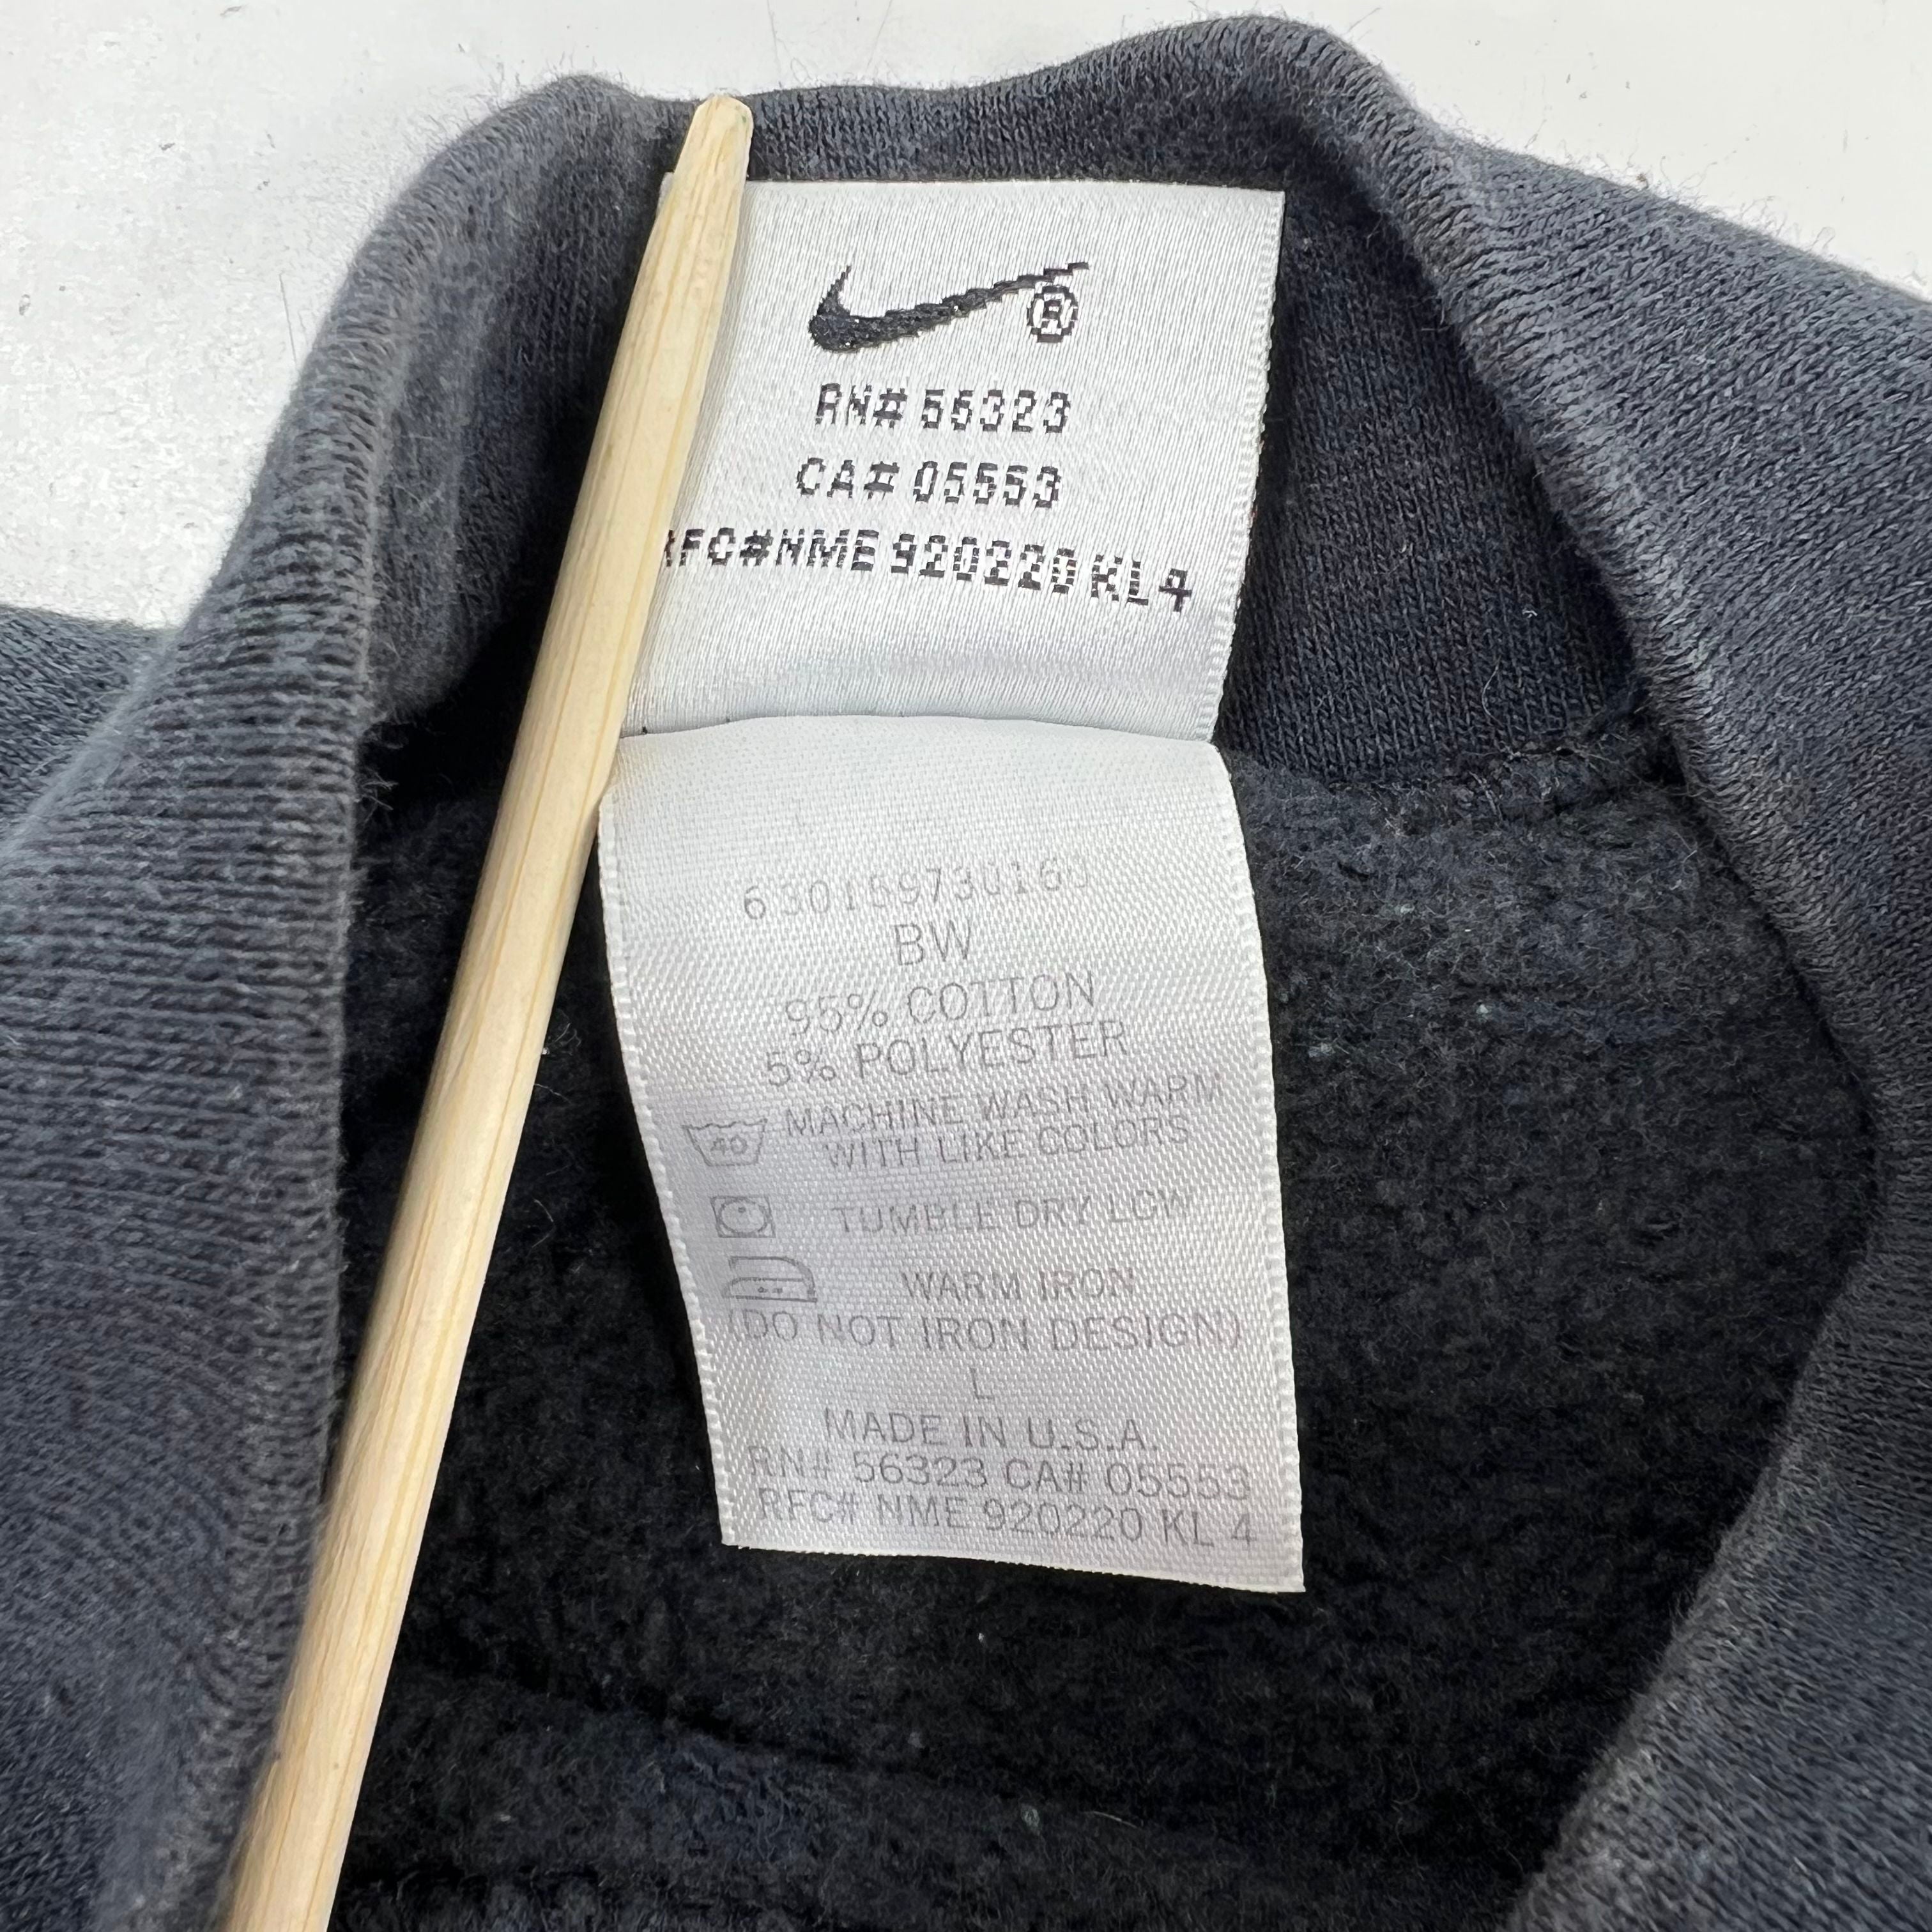 ®
RN# 56323
CA# 05553
RFC#NME 920220 KL4
630159730160
BW
95% COTTON
5% POLYESTER
MACHINE WASH WARM
40
WITH LIKE COLORS
TUMBLE DRY LOW
WARM IRON
DO NOT IRON DESIGN)
L
MADE IN U.S.A.
RN# 56323 CA# 05553
RFC# NME 920220 KL 4